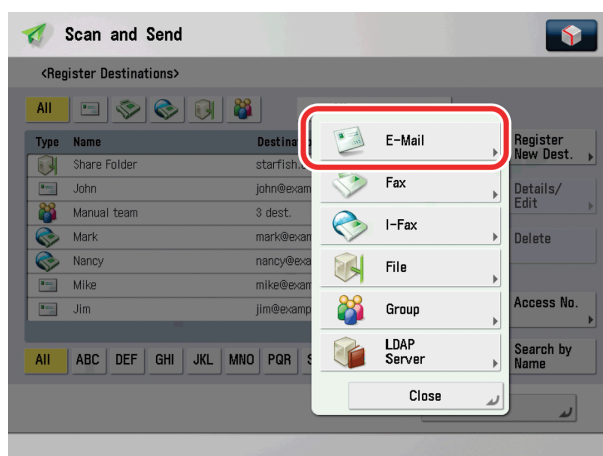 Scan and Send
<Register Destinations>
All
Type Name Destina
Share Folder starfish.
John john@exam
Manual team 3 dest.
Mark mark@exam
Nancy nancy@exa
Mike mike@exam
Jim jim@examp
All ABC DEF GHI JKL MNO PQR
E-Mail
Fax
I-Fax
File
Group
LDAP
Server
Close
Register
New Dest.
Details/
Edit
Delete
Access No.
Search by
Name